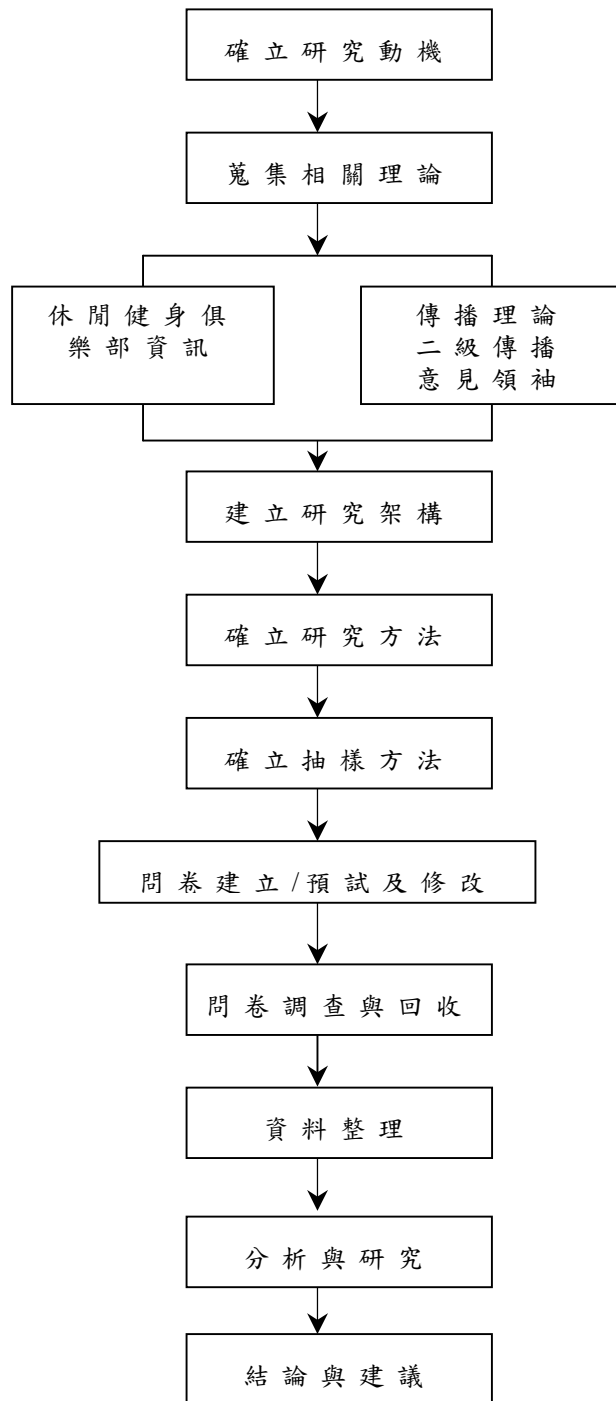 確立研究動機
蒐集相關理論
休閒健身俱
樂部資訊
傳播理論
二級傳播
意見領袖
建立研究架構
確立研究方法
確立抽樣方法
問卷建立/預試及修改
問卷調查與回收
資料整理
分析與研究
結論與建議